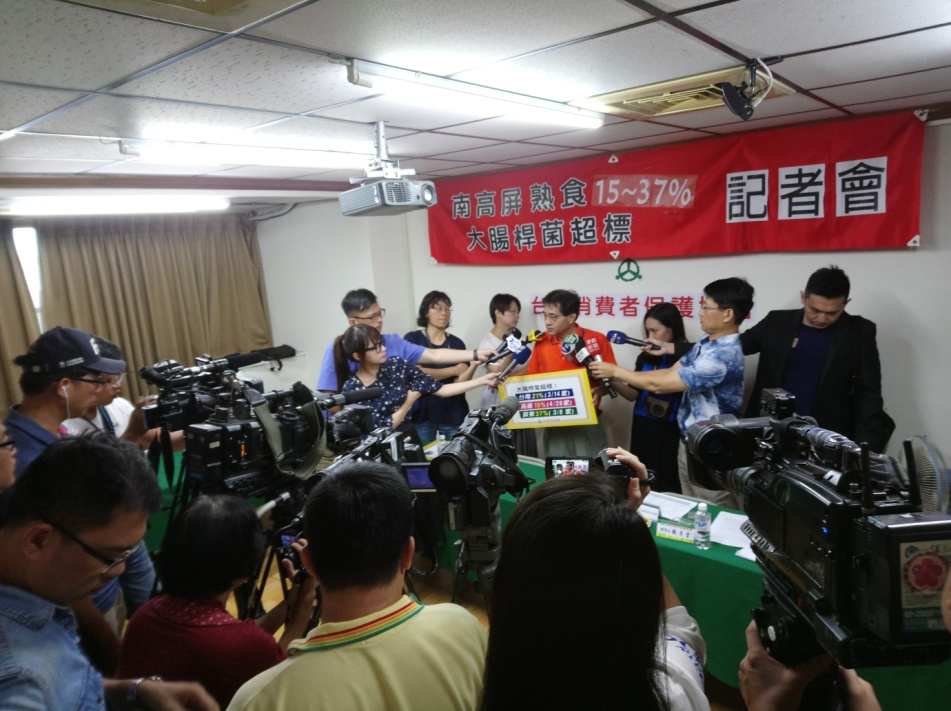 南高屏熟食 15~37%
大腸桿菌超標
記者會
消費者保護
大腸桿菌超標：
台南 21% (3/14家)
高雄 15% (4/26家)
屏東 37% (3/8家)